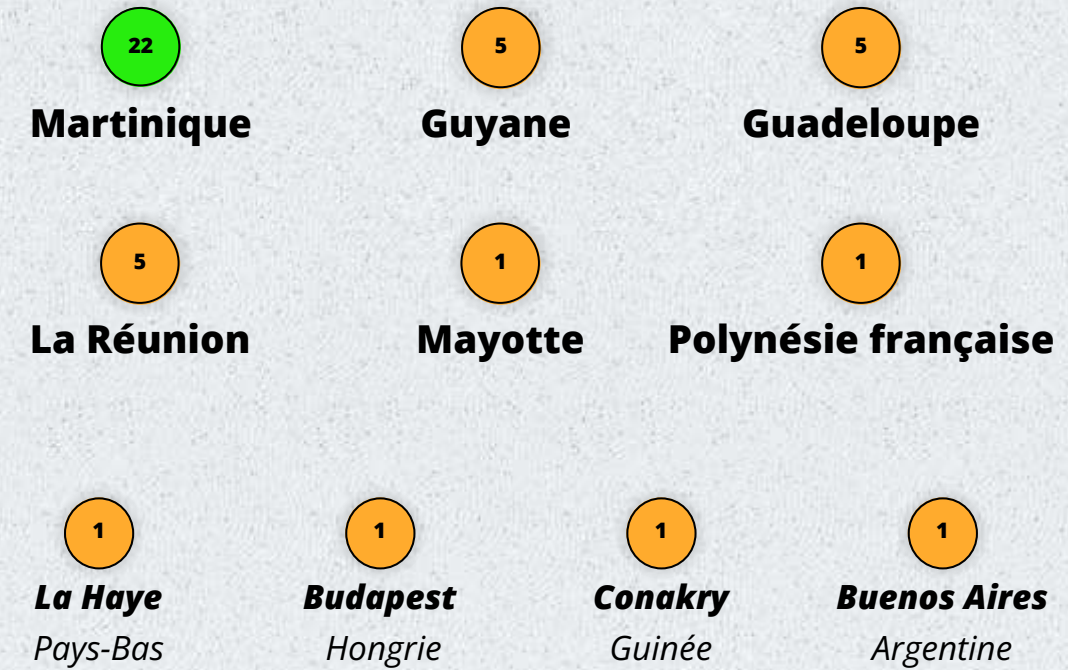 22 5 5
Martinique Guyane Guadeloupe
5 1 1
La Réunion Mayotte Polynésie française
1 1 1 1
La Haye Budapest Conakry Buenos Aires
Pays-Bas Hongrie Guinée Argentine